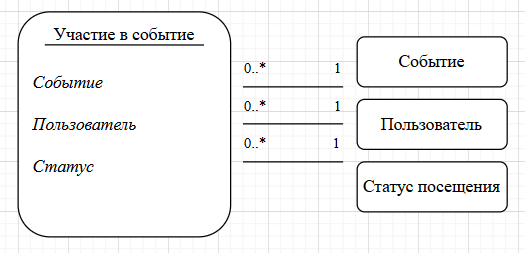 Участие в событие
Событие
Пользователь
Статус
0..* 1
0..* 1
0..* 1
Событие
Пользователь
Статус посещения